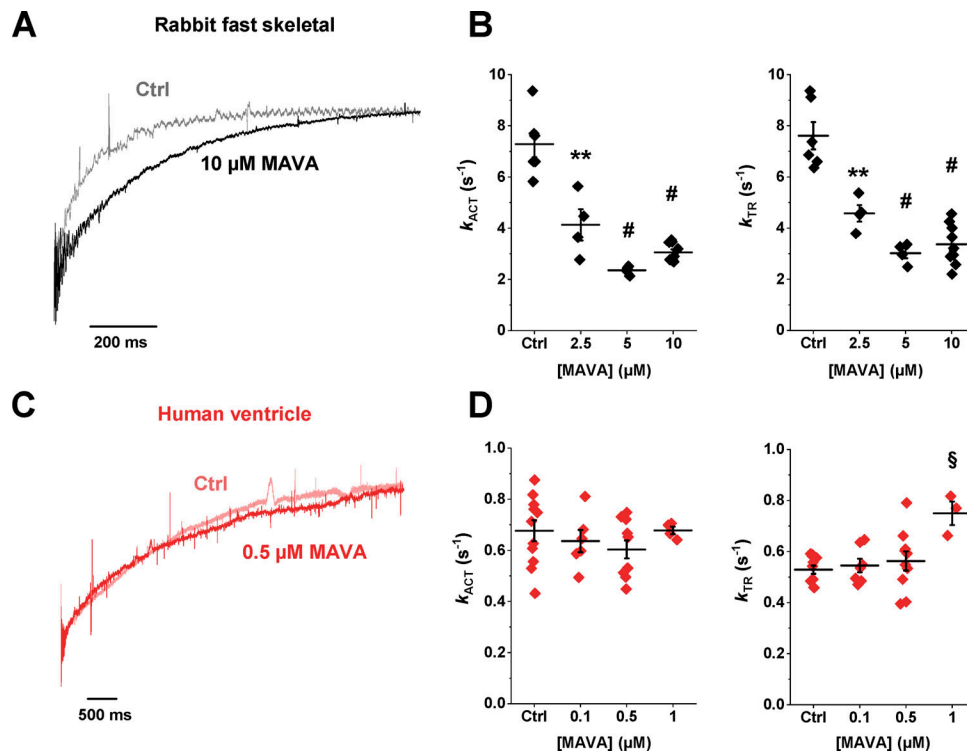 A
Rabbit fast skeletal
Ctrl
10 µM MAVA
200 ms
B
10
8
6
4
2
0
kACT (s⁻¹)
**
#
#
Ctrl 2.5 5 10
[MAVA] (µM)
10
8
6
4
2
0
kTR (s⁻¹)
**
#
#
Ctrl 2.5 5 10
[MAVA] (µM)
C
Human ventricle
Ctrl
0.5 µM MAVA
500 ms
D
1.0
0.8
0.6
0.4
0.2
0.0
kACT (s⁻¹)
Ctrl 0.1 0.5 1
[MAVA] (µM)
1.0
0.8
0.6
0.4
0.2
0.0
kTR (s⁻¹)
§
Ctrl 0.1 0.5 1
[MAVA] (µM)